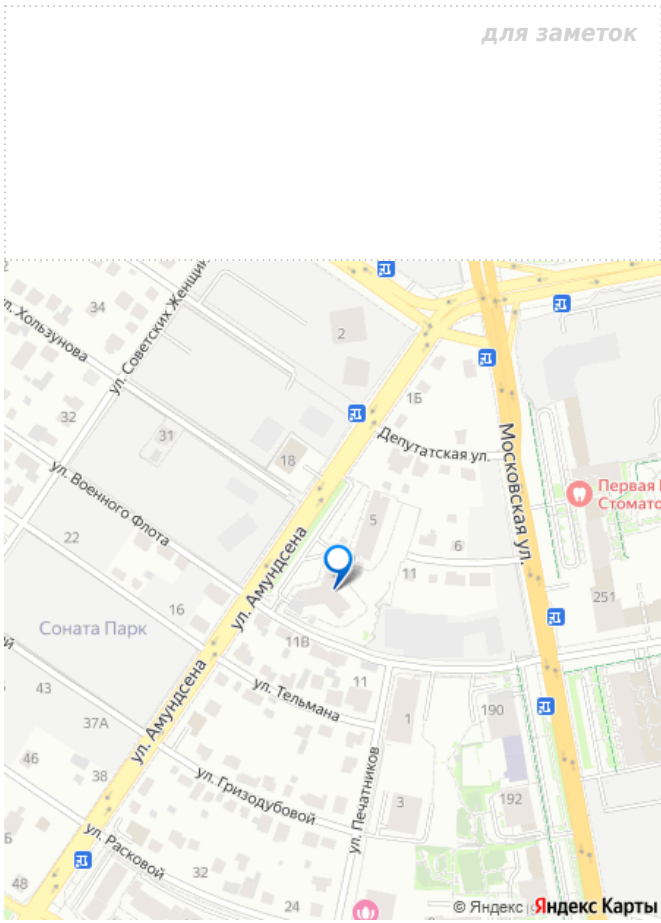 для заметок
ул. Советских Женщин
34
2
ул. Хользунова
1Б
32
31
18
Депутатская ул.
Московская ул.
ул. Военного Флота
Первая
Стомато
22
5
6
ул. Амундсена
11
16
251
Соната Парк
11В
43
ул. Тельмана
11
190
37А
ул. Амундсена
1
46
38
ул. Гризодубовой
192
3
ул. Печатников
ул. Расковой
32
48
24
© Яндекс Яндекс Карты